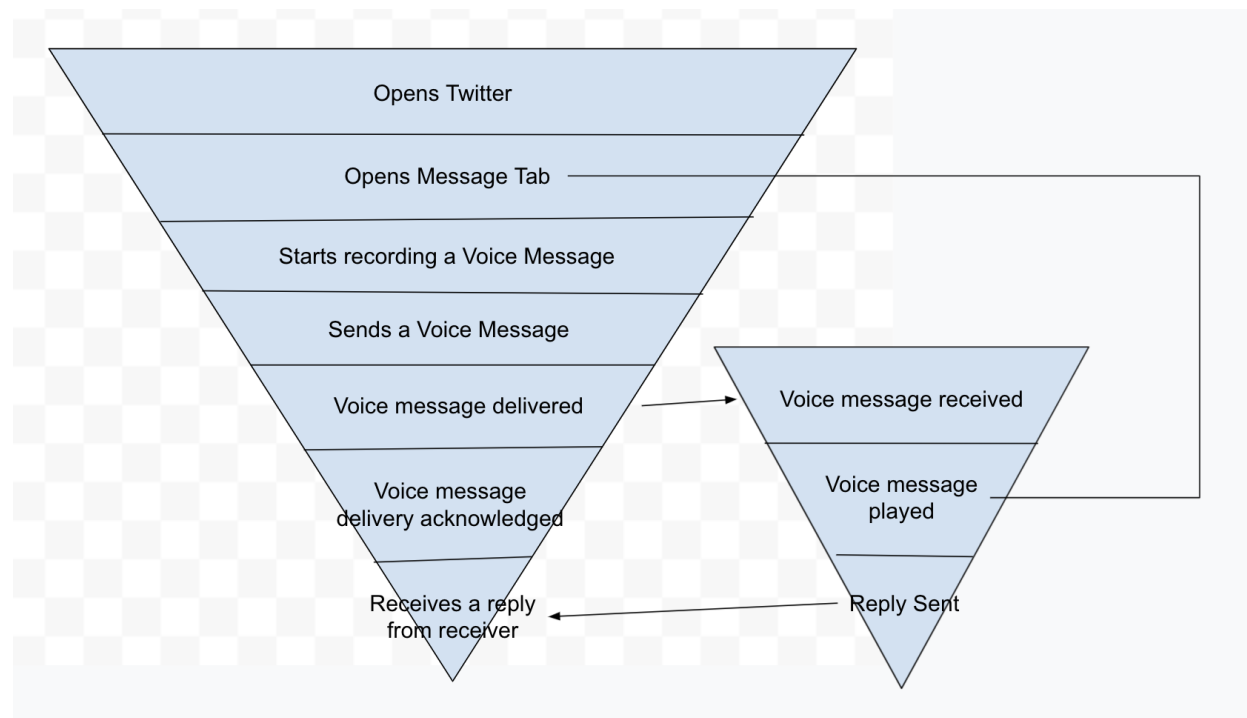 Opens Twitter
Opens Message Tab
Starts recording a Voice Message
Sends a Voice Message
Voice message delivered
Voice message
delivery acknowledged
Receives a reply
from receiver
Voice message received
Voice message
played
Reply Sent